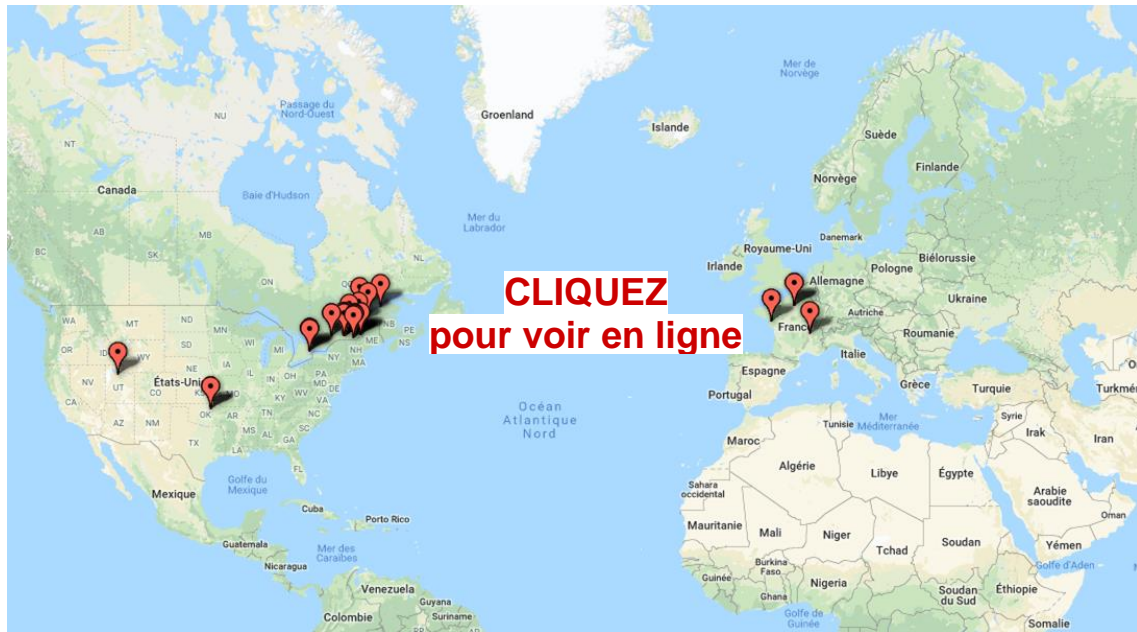 Mer de
Norvège
Groenland
Islande
Suède
Finlande
Norvège
Passage du
Nord-Ouest
NU
NT
Canada
Baie d'Hudson
Mer du
Labrador
BC
AB
SK
MB
ON
QC
NL
NB
PE
NS
Royaume-Uni
Danemark
Irlande
Allemagne
Pologne
Biélorussie
Ukraine
Autriche
France
Roumanie
Italie
Espagne
Portugal
Grèce
Turquie
CLIQUEZ
pour voir en ligne
WA
MT
ND
MN
OR
ID
WY
SD
WI
MI
NY
NH
ME
MA
NE
IA
IL
IN
OH
PA
MD
NV
UT
CO
KS
MO
KY
WV
VA
CA
AZ
NM
OK
AR
TN
NC
SC
TX
MS
AL
GA
LA
FL
États-Unis
Océan
Atlantique
Nord
Golfe du
Mexique
Mexique
Cuba
Porto Rico
Guatemala
Mer des
Caraïbes
Nicaragua
Venezuela
Guyana
Suriname
Colombie
Mer
Méditerranée
Tunisie
Syrie
Irak
Iran
Maroc
Algérie
Libye
Égypte
Sahara
occidental
Arabie
saoudite
Oman
Mauritanie
Mali
Niger
Tchad
Soudan
Yémen
Golfe d'Aden
Burkina
Faso
Guinée
Ghana
Nigeria
Soudan
du Sud
Éthiopie
Golfe de
Guinée
Somalie